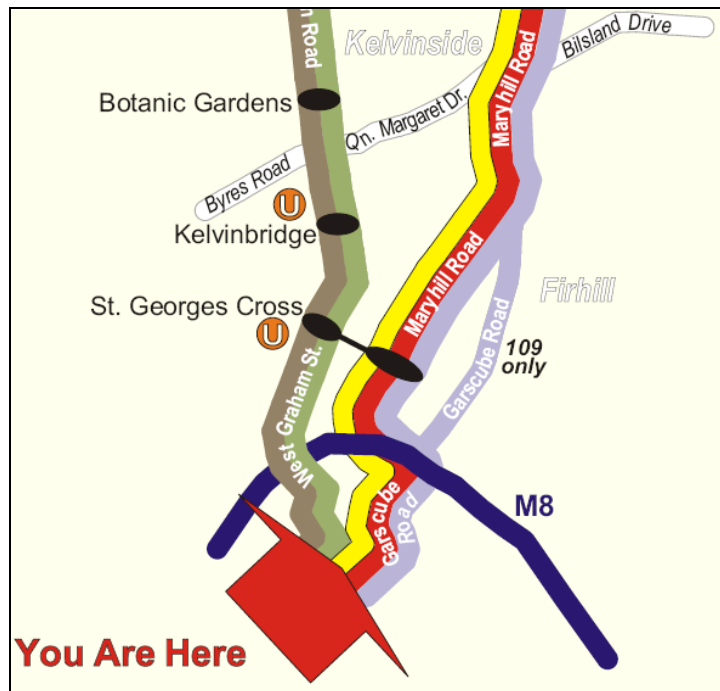 n Road
Kelvinside
Bilsland Drive
Maryhill Road
Botanic Gardens
Qn. Margaret Dr.
Byres Road
U
Kelvinbridge
Maryhill Road
Firhill
St. Georges Cross
U
Garscube Road
109
only
West Graham St.
M8
Garscube
Road
You Are Here